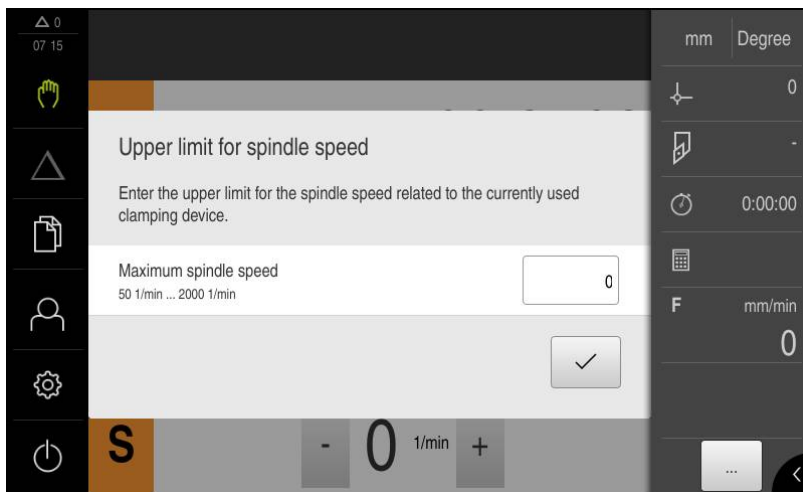 0
07 15
mm
Degree
0
Upper limit for spindle speed
Enter the upper limit for the spindle speed related to the currently used
clamping device.
-
0:00:00
Maximum spindle speed
50 1/min ... 2000 1/min
0
F
mm/min
0
S
-
0
1/min
+
...